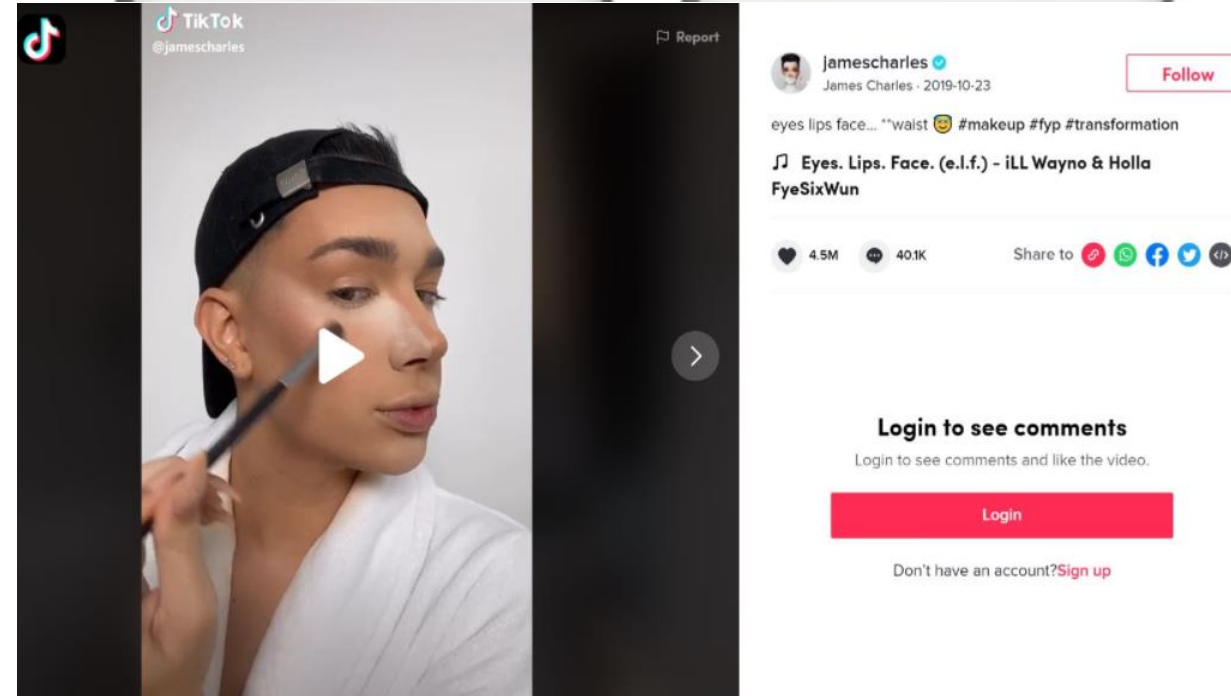 TikTok
@jamescharles
Report
jamescharles
James Charles · 2019-10-23
Follow
eyes lips face... **waist 😇 #makeup #fyp #transformation
♫ Eyes. Lips. Face. (e.l.f.) - iLL Wayno & Holla
FyeSixWun
4.5M 40.1K Share to
Login to see comments
Login to see comments and like the video.
Login
Don't have an account?Sign up